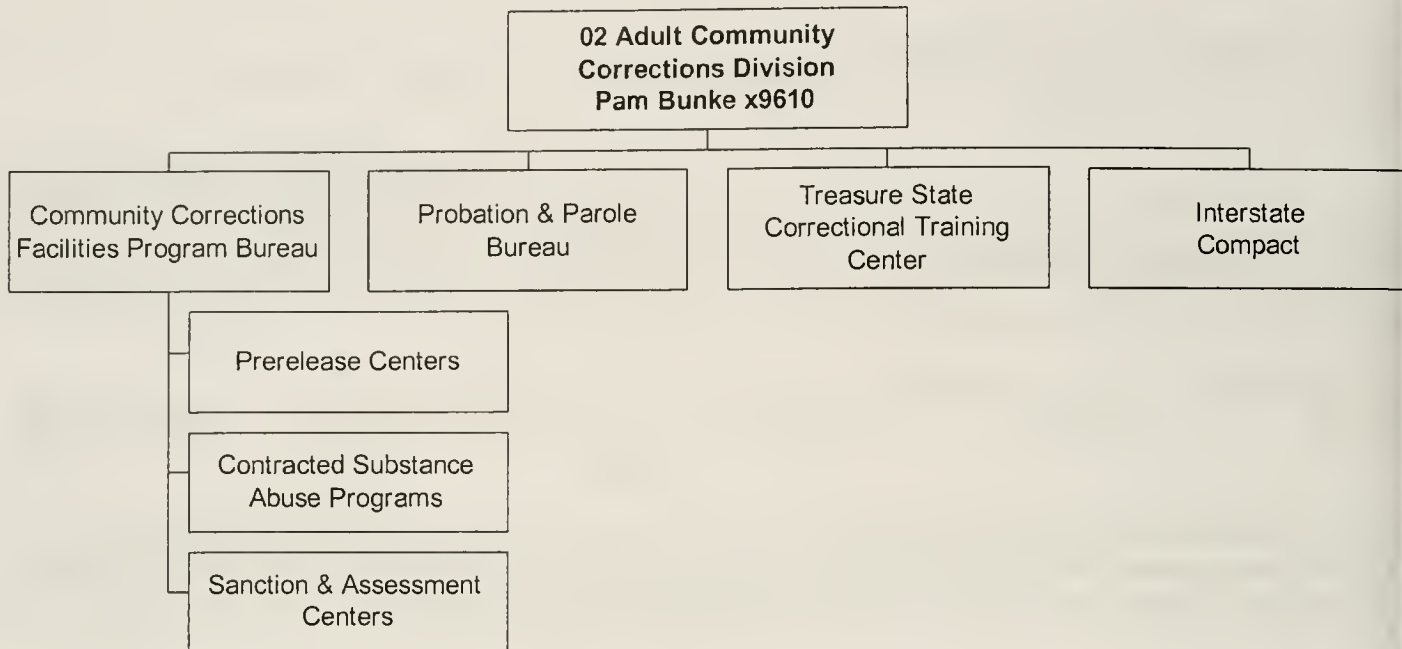 02 Adult Community
Corrections Division
Pam Bunke x9610
Community Corrections
Facilities Program Bureau
Probation & Parole
Bureau
Treasure State
Correctional Training
Center
Interstate
Compact
Prerelease Centers
Contracted Substance
Abuse Programs
Sanction & Assessment
Centers